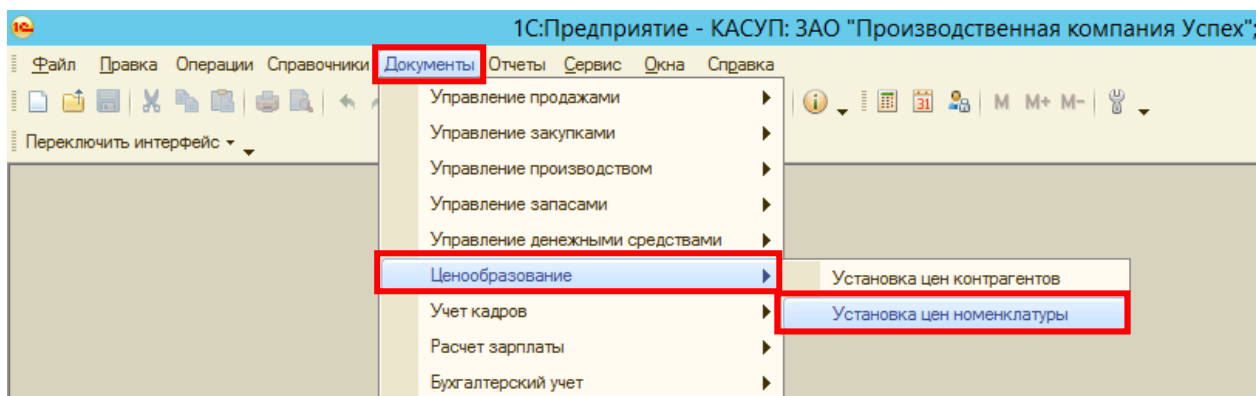 1С:Предприятие - КАСУП: ЗАО "Производственная компания Успех";
Файл Правка Операции Справочники Документы Отчеты Сервис Окна Справка
31 M M+ M-
Переключить интерфейс
Управление продажами
Управление закупками
Управление производством
Управление запасами
Управление денежными средствами
Ценообразование
Установка цен контрагентов
Установка цен номенклатуры
Учет кадров
Расчет зарплаты
Бухгалтерский учет